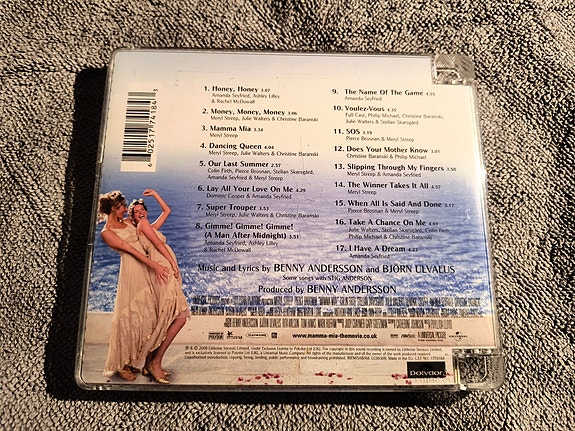 1. Honey, Honey 3.07
Amanda Seyfried, Ashley Lilley
& Rachel McDowall
2. Money, Money, Money 3.06
Meryl Streep, Julie Walters & Christine Baranski
3. Mamma Mia 3.34
Meryl Streep
4. Dancing Queen 4.04
Meryl Streep, Julie Walters & Christine Baranski
5. Our Last Summer 2.57
Colin Firth, Pierce Brosnan, Stellan Skarsgård,
Amanda Seyfried & Meryl Streep
6. Lay All Your Love On Me 4.29
Dominic Cooper & Amanda Seyfried
7. Super Trouper 3.53
Meryl Streep, Julie Walters & Christine Baranski
8. Gimme! Gimme! Gimme!
(A Man After Midnight) 3.51
Amanda Seyfried, Ashley Lilley
& Rachel McDowall
9. The Name Of The Game 4.55
Amanda Seyfried
10. Voulez-Vous 4.35
Full Cast, Philip Michael, Christine Baranski,
Julie Walters & Stellan Skarsgård
11. SOS 3.19
Pierce Brosnan & Meryl Streep
12. Does Your Mother Know 3.01
Christine Baranski & Philip Michael
13. Slipping Through My Fingers 3.50
Meryl Streep & Amanda Seyfried
14. The Winner Takes It All 4.57
Meryl Streep
15. When All Is Said And Done 3.17
Pierce Brosnan & Meryl Streep
16. Take A Chance On Me 4.01
Julie Walters, Stellan Skarsgård, Colin Firth,
Philip Michael & Christine Baranski
17. I Have A Dream 4.23
Amanda Seyfried
Music and Lyrics by BENNY ANDERSSON and BJÖRN ULVAEUS
Some songs with STIG ANDERSON
Produced by BENNY ANDERSSON
www.mamma-mia-themovie.co.uk
Polydor
6 02517 74184 3